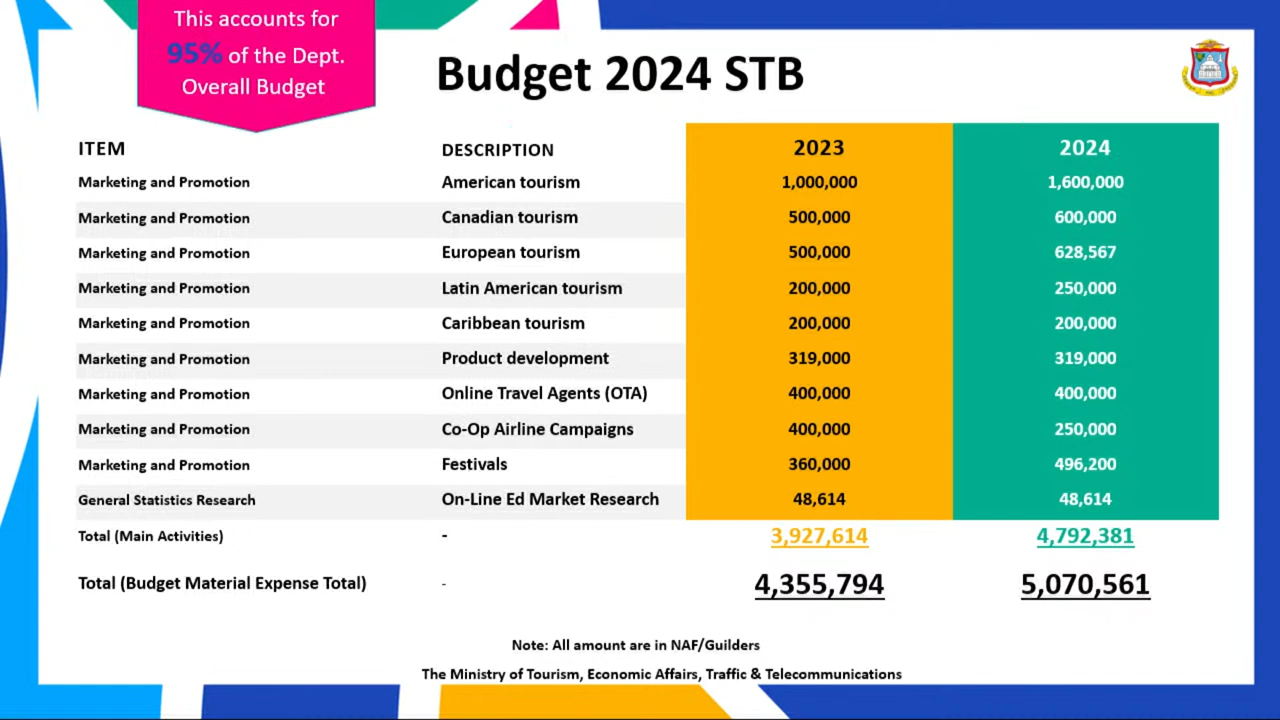 This accounts for
95% of the Dept.
Overall Budget
Budget 2024 STB
ITEM DESCRIPTION 2023 2024
Marketing and Promotion American tourism 1,000,000 1,600,000
Marketing and Promotion Canadian tourism 500,000 600,000
Marketing and Promotion European tourism 500,000 628,567
Marketing and Promotion Latin American tourism 200,000 250,000
Marketing and Promotion Caribbean tourism 200,000 200,000
Marketing and Promotion Product development 319,000 319,000
Marketing and Promotion Online Travel Agents (OTA) 400,000 400,000
Marketing and Promotion Co-Op Airline Campaigns 400,000 250,000
Marketing and Promotion Festivals 360,000 496,200
General Statistics Research On-Line Ed Market Research 48,614 48,614
Total (Main Activities) - 3,927,614 4,792,381
Total (Budget Material Expense Total) - 4,355,794 5,070,561
Note: All amount are in NAF/Guilders
The Ministry of Tourism, Economic Affairs, Traffic & Telecommunications